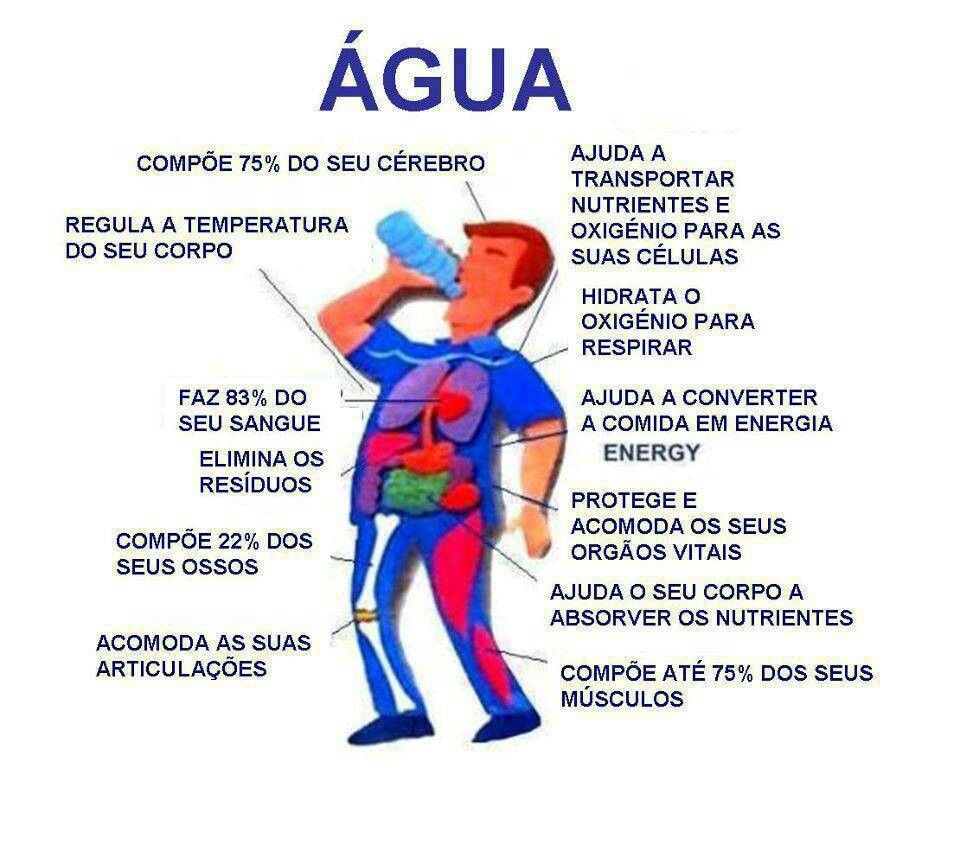 ÁGUA
COMPÕE 75% DO SEU CÉREBRO
REGULA A TEMPERATURA
DO SEU CORPO
FAZ 83% DO
SEU SANGUE
ELIMINA OS
RESÍDUOS
COMPÕE 22% DOS
SEUS OSSOS
ACOMODA AS SUAS
ARTICULAÇÕES
AJUDA A
TRANSPORTAR
NUTRIENTES E
OXIGÉNIO PARA AS
SUAS CÉLULAS
HIDRATA O
OXIGÉNIO PARA
RESPIRAR
AJUDA A CONVERTER
A COMIDA EM ENERGIA
ENERGY
PROTEGE E
ACOMODA OS SEUS
ORGÃOS VITAIS
AJUDA O SEU CORPO A
ABSORVER OS NUTRIENTES
COMPÕE ATÉ 75% DOS SEUS
MÚSCULOS